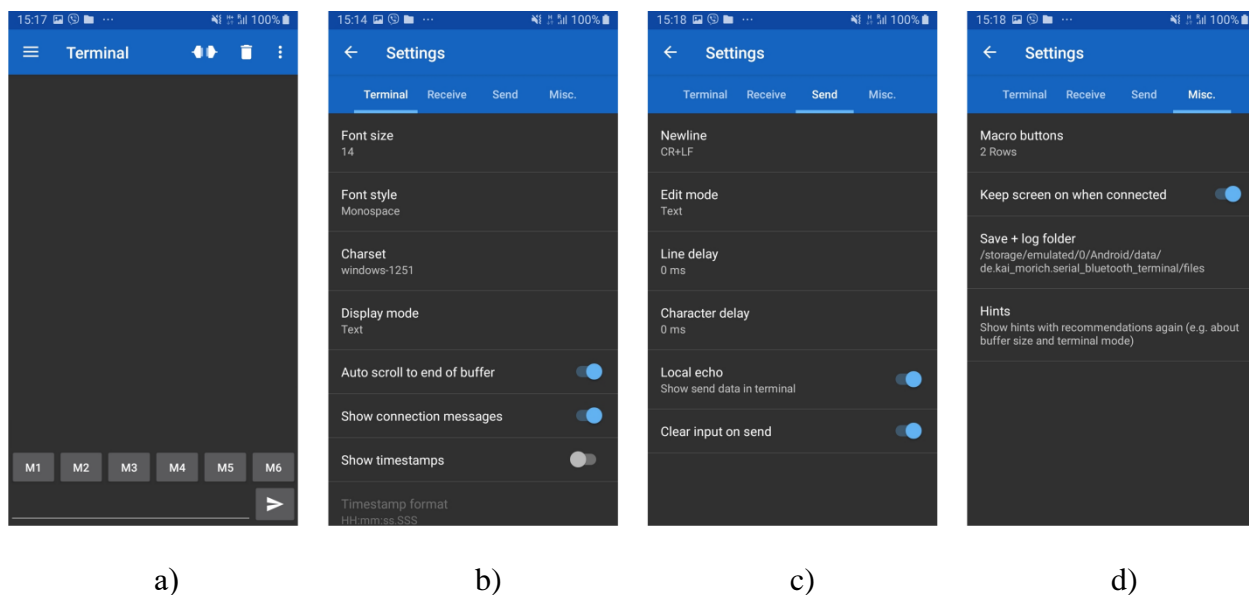 15:17 ... 100%
Terminal
M1 M2 M3 M4 M5 M6
a)
15:14 ... 100%
Settings
Terminal Receive Send Misc.
Font size
14
Font style
Monospace
Charset
windows-1251
Display mode
Text
Auto scroll to end of buffer
Show connection messages
Show timestamps
Timestamp format
HH:mm:ss.SSS
b)
15:18 ... 100%
Settings
Terminal Receive Send Misc.
Newline
CR+LF
Edit mode
Text
Line delay
0 ms
Character delay
0 ms
Local echo
Show send data in terminal
Clear input on send
c)
15:18 ... 100%
Settings
Terminal Receive Send Misc.
Macro buttons
2 Rows
Keep screen on when connected
Save + log folder
/storage/emulated/0/Android/data/
de.kai_morich.serial_bluetooth_terminal/files
Hints
Show hints with recommendations again (e.g. about
buffer size and terminal mode)
d)